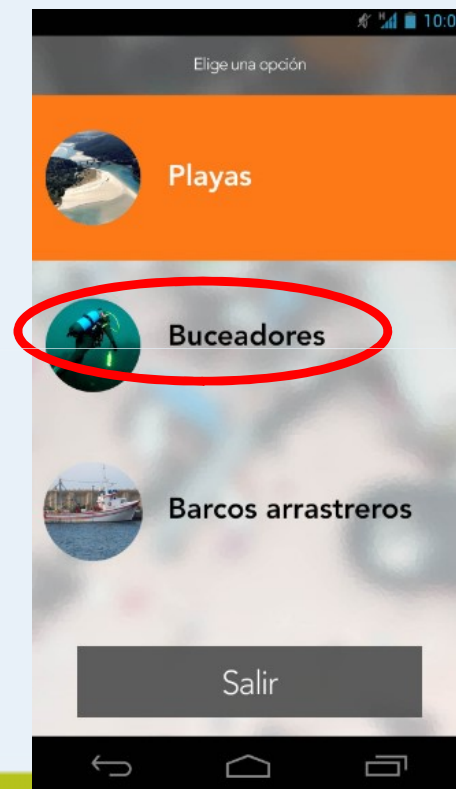 H 10:0
Elige una opción
Playas
Buceadores
Barcos arrastreros
Salir